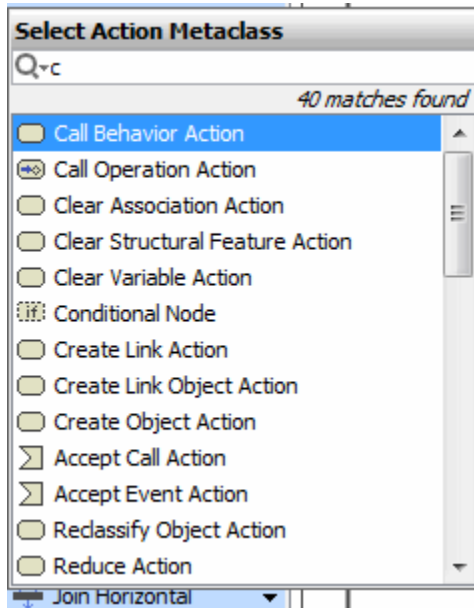 Select Action Metaclass
c
40 matches found
Call Behavior Action
Call Operation Action
Clear Association Action
Clear Structural Feature Action
Clear Variable Action
if Conditional Node
Create Link Action
Create Link Object Action
Create Object Action
Accept Call Action
Accept Event Action
Reclassify Object Action
Reduce Action
Join Horizontal